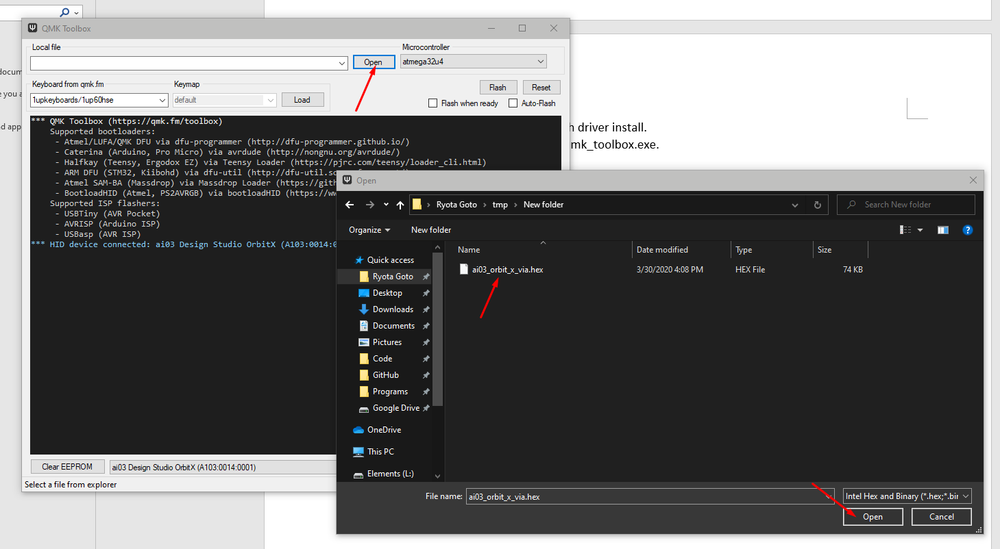 QMK Toolbox
Local file
Microcontroller
Open
atmega32u4
Keyboard from qmk.fm
Keymap
1upkeyboards/1up60hse
default
Load
Flash
Reset
Flash when ready
Auto-Flash
*** QMK Toolbox (https://qmk.fm/toolbox)
Supported bootloaders:
- Atmel/LUFA/QMK DFU via dfu-programmer (http://dfu-programmer.github.io/)
- Caterina (Arduino, Pro Micro) via avrdude (http://nongnu.org/avrdude/)
- Halfkay (Teensy, Ergodox EZ) via Teensy Loader (https://pjrc.com/teensy/loader_cli.html)
- ARM DFU (STM32, Kiibohd) via dfu-util (http://dfu-util.sc
- Atmel SAM-BA (Massdrop) via Massdrop Loader (https://gith
- BootloadHID (Atmel, PS2AVRGB) via bootloadHID (https://ww
Supported ISP flashers:
- USBTiny (AVR Pocket)
- AVRISP (Arduino ISP)
- USBasp (AVR ISP)
*** HID device connected: ai03 Design Studio OrbitX (A103:0014:0
Clear EEPROM
ai03 Design Studio OrbitX (A103:0014:0001)
Select a file from explorer
docum
e you a
d app
h driver install.
mk_toolbox.exe.
Open
Ryota Goto › tmp › New folder
Search New folder
Organize
New folder
Name
Date modified
Type
Size
ai03_orbit_x_via.hex
3/30/2020 4:08 PM
HEX File
74 KB
Quick access
Ryota Goto
Desktop
Downloads
Documents
Pictures
Code
GitHub
Programs
Google Drive
OneDrive
This PC
Elements (L:)
File name:
ai03_orbit_x_via.hex
Intel Hex and Binary (*.hex;*.bir
Open
Cancel